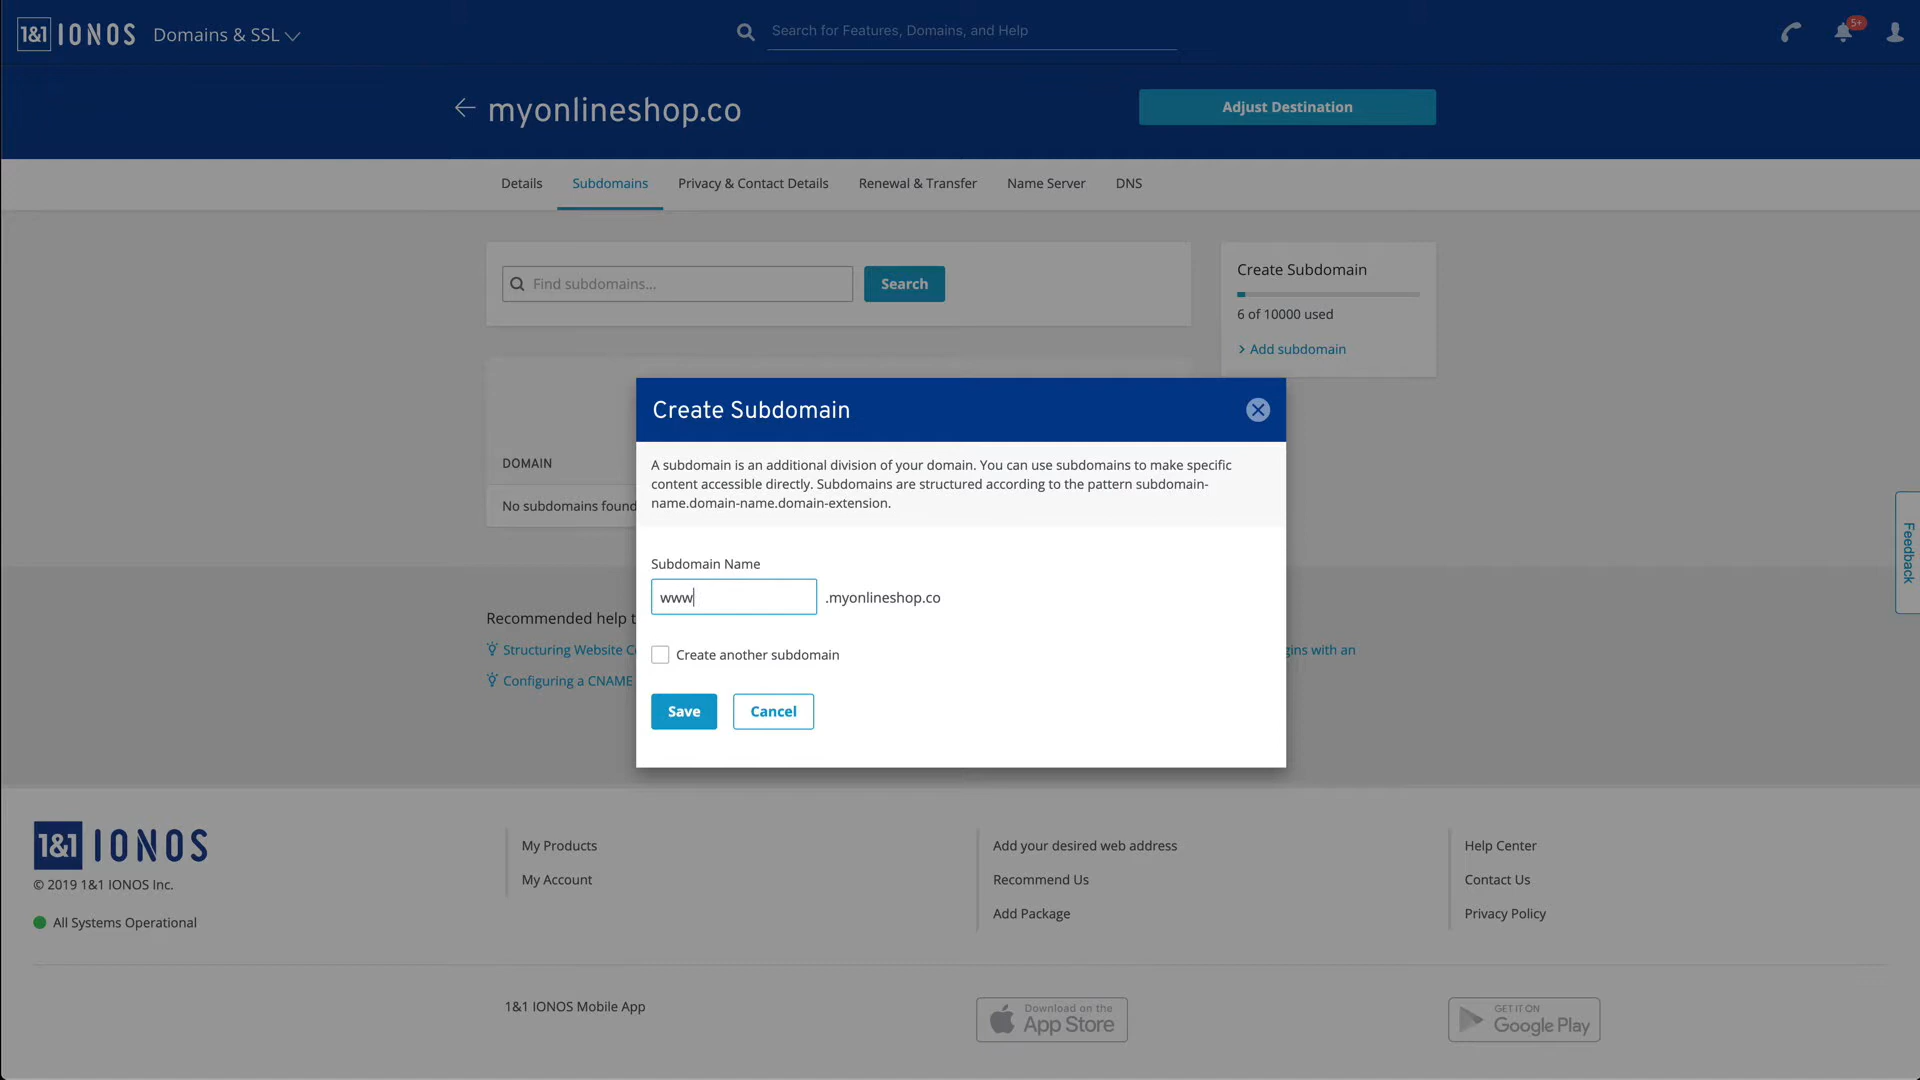 1&1 IONOS Domains & SSL
Search for Features, Domains, and Help
5+
myonlineshop.co
Adjust Destination
Details Subdomains Privacy & Contact Details Renewal & Transfer Name Server DNS
Find subdomains...
Search
Create Subdomain
6 of 10000 used
Add subdomain
DOMAIN
No subdomains found
Create Subdomain
A subdomain is an additional division of your domain. You can use subdomains to make specific
content accessible directly. Subdomains are structured according to the pattern subdomain-
name.domain-name.domain-extension.
Subdomain Name
www .myonlineshop.co
Create another subdomain
Save Cancel
Feedback
Recommended help
Structuring Website
with an
Configuring a CNAME
1&1 IONOS
© 2019 1&1 IONOS Inc.
All Systems Operational
My Products
My Account
Add your desired web address
Recommend Us
Add Package
Help Center
Contact Us
Privacy Policy
1&1 IONOS Mobile App
Download on the
App Store
GET IT ON
Google Play